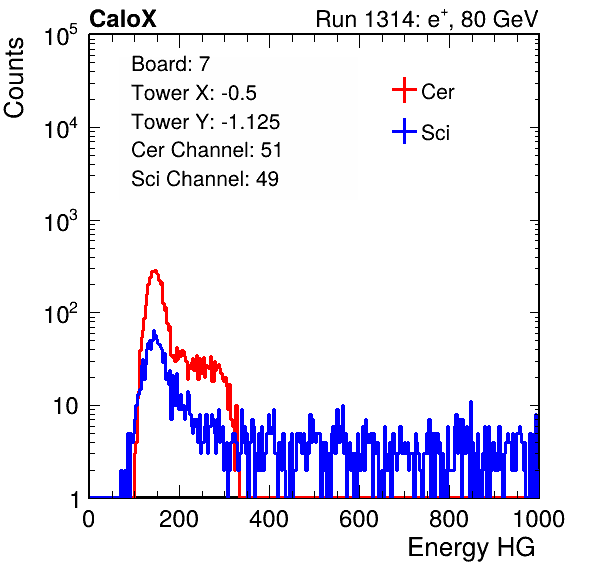 CaloX Run 1314: e⁺, 80 GeV
Counts
10⁵
10⁴
10³
10²
10
1
Board: 7
Tower X: -0.5
Tower Y: -1.125
Cer Channel: 51
Sci Channel: 49
Cer
Sci
0 200 400 600 800 1000
Energy HG